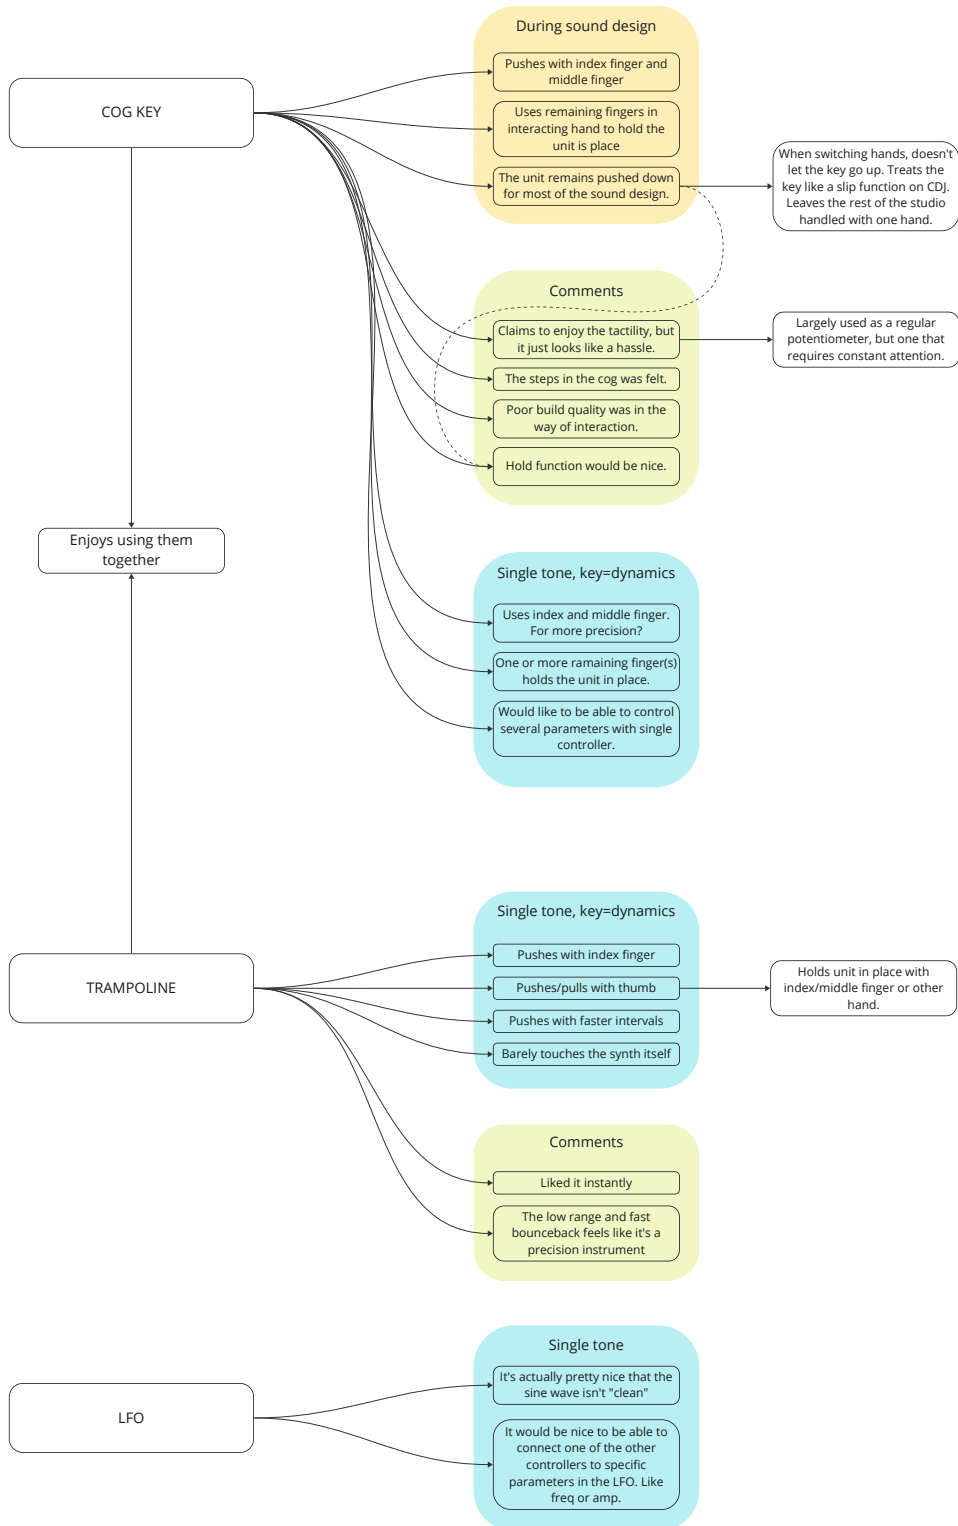 During sound design
Pushes with index finger and
middle finger
COG KEY
Uses remaining fingers in
interacting hand to hold the
unit is place
The unit remains pushed down
for most of the sound design.
When switching hands, doesn't
let the key go up. Treats the
key like a slip function on CDJ.
Leaves the rest of the studio
handled with one hand.
Comments
Claims to enjoy the tactility, but
it just looks like a hassle.
Largely used as a regular
potentiometer, but one that
requires constant attention.
The steps in the cog was felt.
Poor build quality was in the
way of interaction.
Hold function would be nice.
Enjoys using them
together
Single tone, key=dynamics
Uses index and middle finger.
For more precision?
One or more ramaining finger(s)
holds the unit in place.
Would like to be able to control
several parameters with single
controller.
Single tone, key=dynamics
Pushes with index finger
TRAMPOLINE
Pushes/pulls with thumb
Holds unit in place with
index/middle finger or other
hand.
Pushes with faster intervals
Barely touches the synth itself
Comments
Liked it instantly
The low range and fast
bounceback feels like it's a
precision instrument
Single tone
It's actually pretty nice that the
sine wave isn't "clean"
LFO
It would be nice to be able to
connect one of the other
controllers to specific
parameters in the LFO. Like
freq or amp.